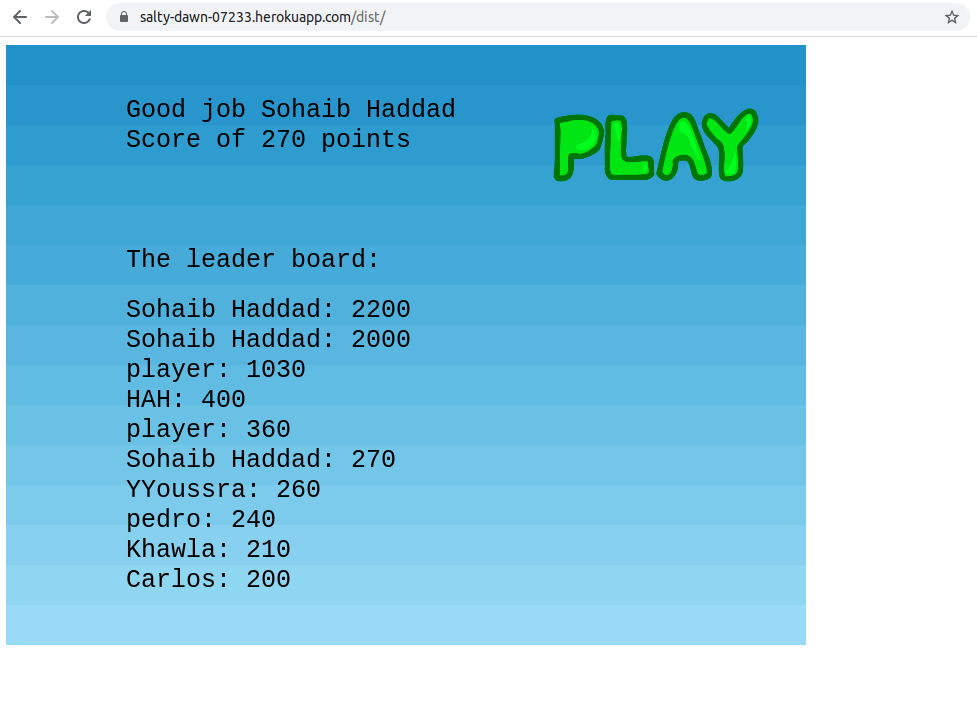 salty-dawn-07233.herokuapp.com/dist/
Good job Sohaib Haddad
Score of 270 points
PLAY
The leader board:
Sohaib Haddad: 2200
Sohaib Haddad: 2000
player: 1030
HAH: 400
player: 360
Sohaib Haddad: 270
YYoussra: 260
pedro: 240
Khawla: 210
Carlos: 200